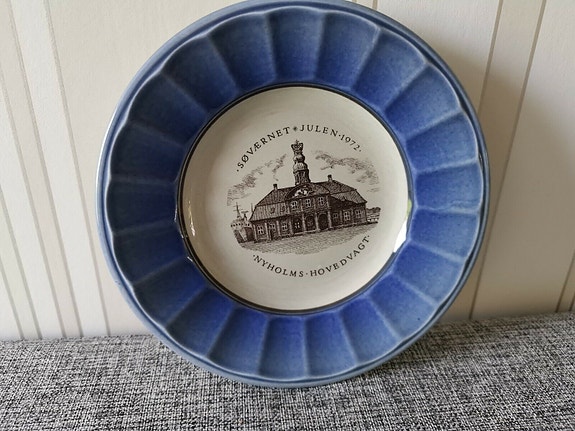 ·SØVÆRNET✶JULEN·1972·
·NYHOLMS·HOVEDVAGT·